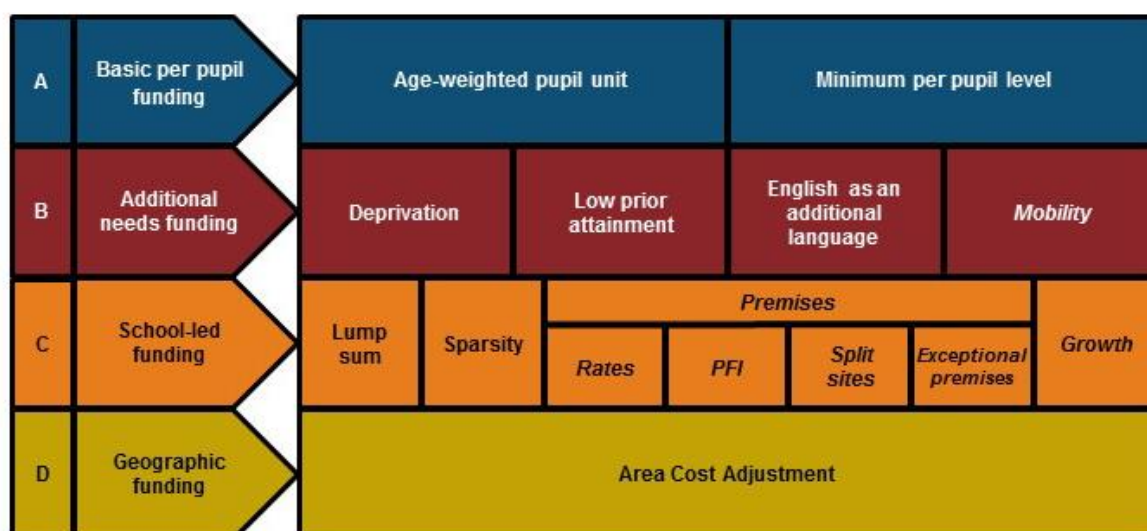 A
Basic per pupil
funding
Age-weighted pupil unit
Minimum per pupil level
B
Additional
needs funding
Deprivation
Low prior
attainment
English as an
additional
language
Mobility
C
School-led
funding
Lump
sum
Sparsity
Premises
Rates
PFI
Split
sites
Exceptional
premises
Growth
D
Geographic
funding
Area Cost Adjustment